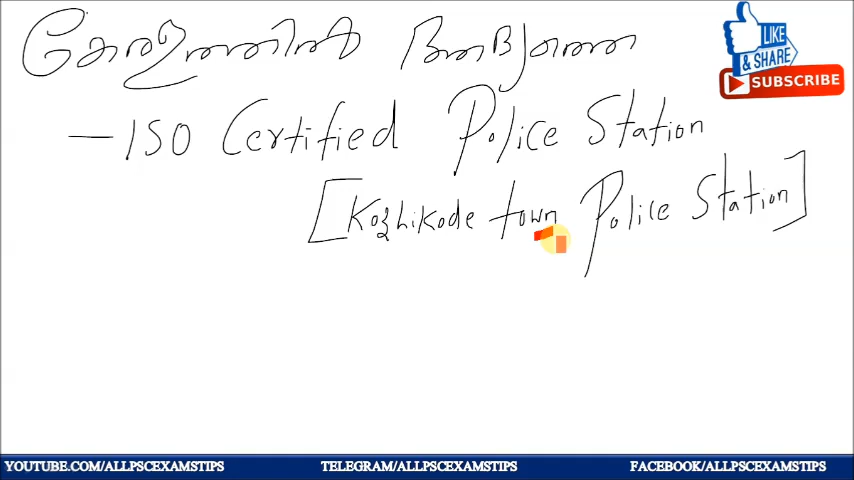 കേരളത്തിൽ ആദ്യത്തെ
LIKE
& SHARE
SUBSCRIBE
— ISO Certified Police Station
[Kozhikode town Police Station]
YOUTUBE.COM/ALLPSCEXAMSTIPS TELEGRAM/ALLPSCEXAMSTIPS FACEBOOK/ALLPSCEXAMSTIPS